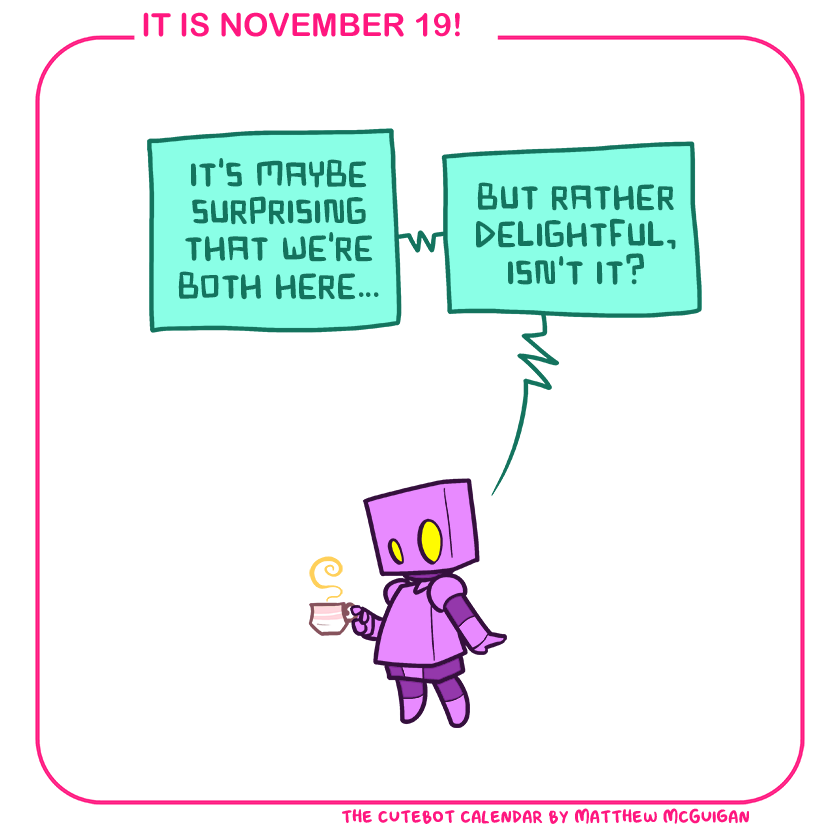 IT IS NOVEMBER 19!
IT'S MAYBE
SURPRISING
THAT WE'RE
BOTH HERE...
BUT RATHER
DELIGHTFUL,
ISN'T IT?
THE CUTEBOT CALENDAR BY MATTHEW MCGUIGAN